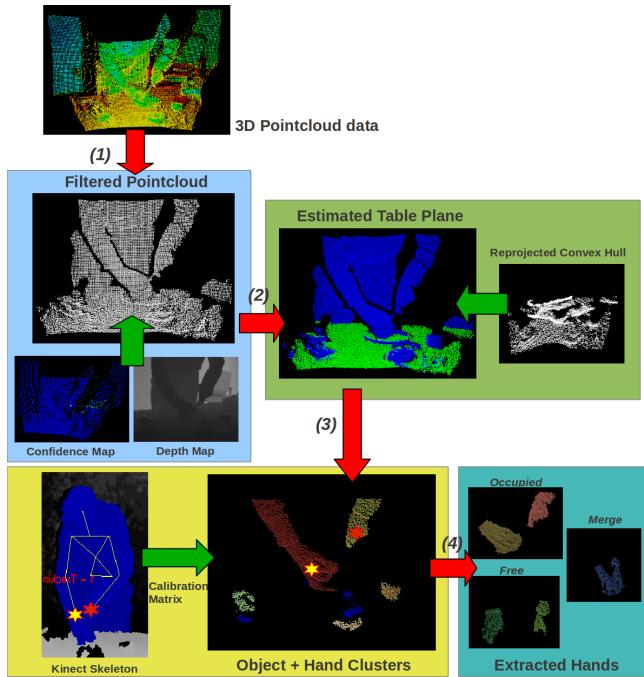 3D Pointcloud data
(1)
Filtered Pointcloud
Estimated Table Plane
Reprojected Convex Hull
(2)
Confidence Map
Depth Map
(3)
Occupied
Merge
(4)
Free
Calibration
Matrix
Kinect Skeleton
Object + Hand Clusters
Extracted Hands